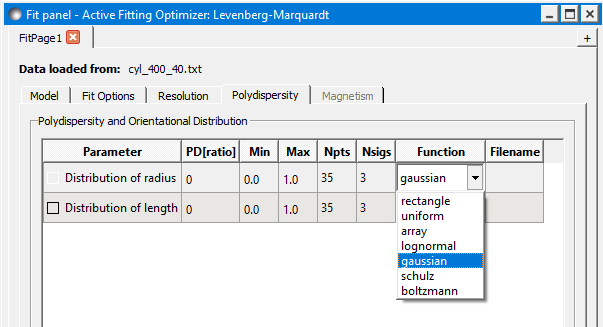 Fit panel - Active Fitting Optimizer: Levenberg-Marquardt
FitPage1
Data loaded from: cyl_400_40.txt
Model Fit Options Resolution Polydispersity Magnetism
Polydispersity and Orientational Distribution
Parameter PD[ratio] Min Max Npts Nsigs Function Filename
Distribution of radius 0 0.0 1.0 35 3 gaussian
Distribution of length 0 0.0 1.0 35 3
rectangle
uniform
array
lognormal
gaussian
schulz
boltzmann